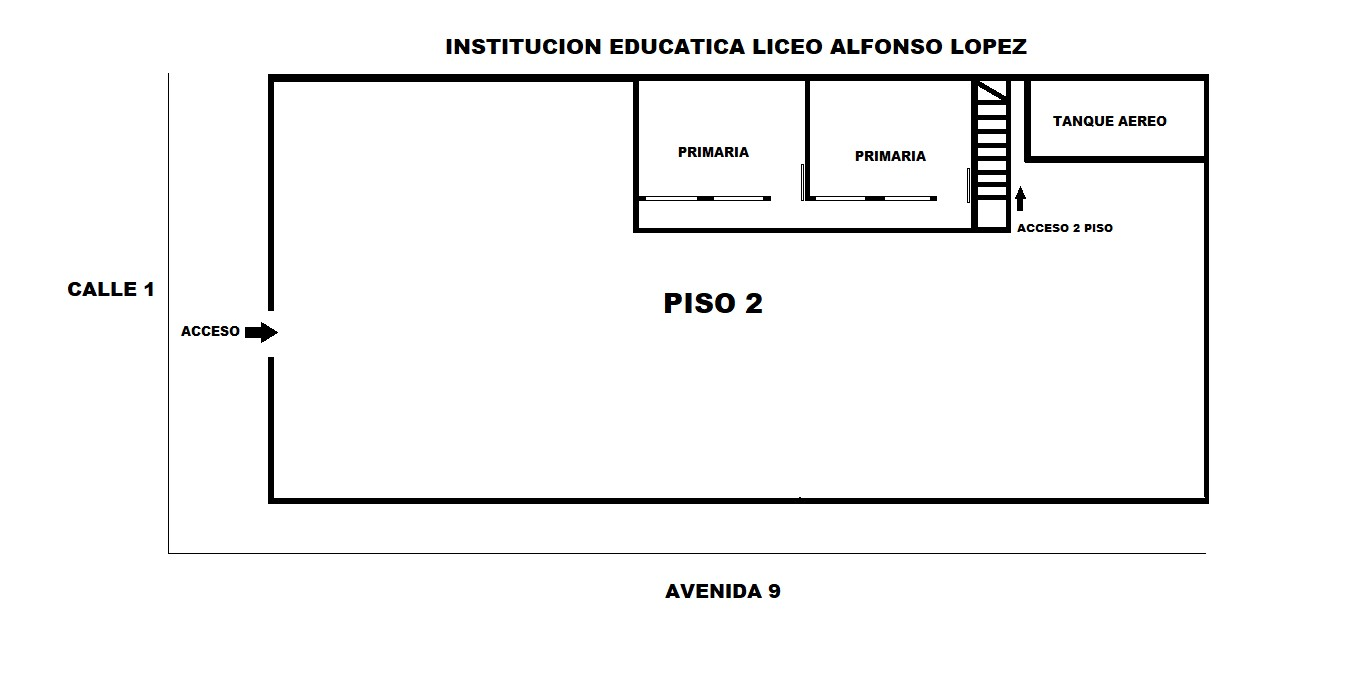 INSTITUCION EDUCATICA LICEO ALFONSO LOPEZ
TANQUE AEREO
PRIMARIA
PRIMARIA
ACCESO 2 PISO
CALLE 1
PISO 2
ACCESO
AVENIDA 9